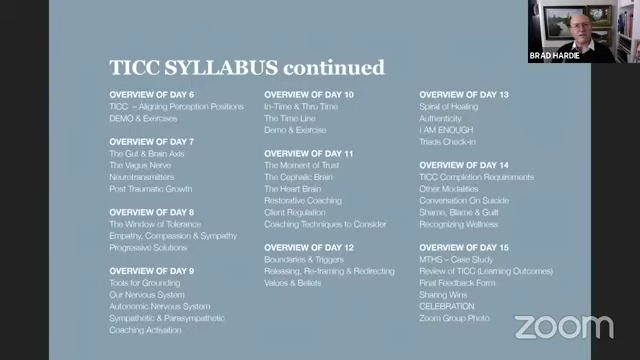 TICC SYLLABUS continued
OVERVIEW OF DAY 6
TICC – Aligning Perception Positions
DEMO & Exercises
OVERVIEW OF DAY 7
The Gut & Brain Axis
The Vagus Nerve
Neurotransmitters
Post Traumatic Growth
OVERVIEW OF DAY 8
The Window of Tolerance
Empathy, Compassion & Sympathy
Progressive Solutions
OVERVIEW OF DAY 9
Tools for Grounding
Our Nervous System
Autonomic Nervous System
Sympathetic & Parasympathetic
Coaching Activation
OVERVIEW OF DAY 10
In-Time & Thru Time
The Time Line
Demo & Exercise
OVERVIEW OF DAY 11
The Moment of Trust
The Cephalic Brain
The Heart Brain
Restorative Coaching
Client Regulation
Coaching Techniques to Consider
OVERVIEW OF DAY 12
Boundaries & Triggers
Releasing, Re-framing & Redirecting
Values & Beliefs
OVERVIEW OF DAY 13
Spiral of Healing
Authenticity
I AM ENOUGH
Triads Check-in
OVERVIEW OF DAY 14
TICC Completion Requirements
Other Modalities
Conversation On Suicide
Shame, Blame & Guilt
Recognizing Wellness
OVERVIEW OF DAY 15
MTHS – Case Study
Review of TICC (Learning Outcomes)
Final Feedback Form
Sharing Wins
CELEBRATION
Zoom Group Photo
BRAD HARDIE
zoom